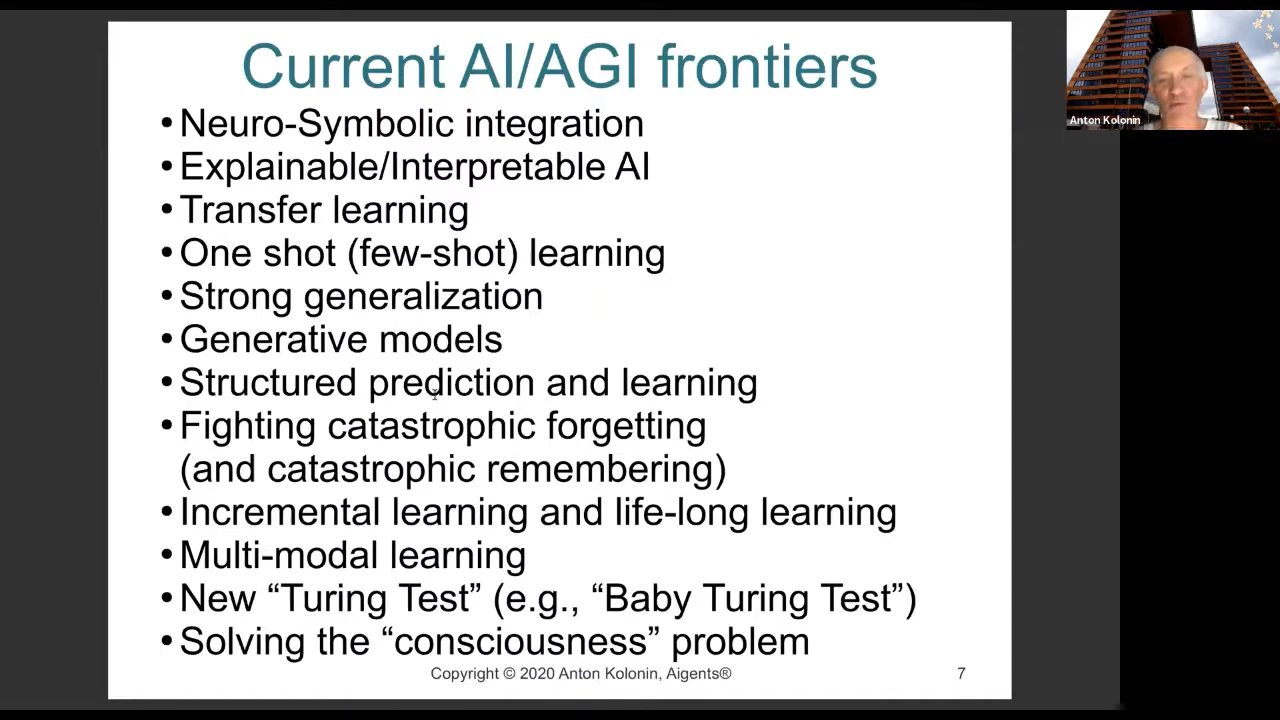 Current AI/AGI frontiers
•Neuro-Symbolic integration
•Explainable/Interpretable AI
•Transfer learning
•One shot (few-shot) learning
•Strong generalization
•Generative models
•Structured prediction and learning
•Fighting catastrophic forgetting
(and catastrophic remembering)
•Incremental learning and life-long learning
•Multi-modal learning
•New “Turing Test” (e.g., “Baby Turing Test”)
•Solving the “consciousness” problem
Copyright © 2020 Anton Kolonin, Aigents® 7
Anton Kolonin